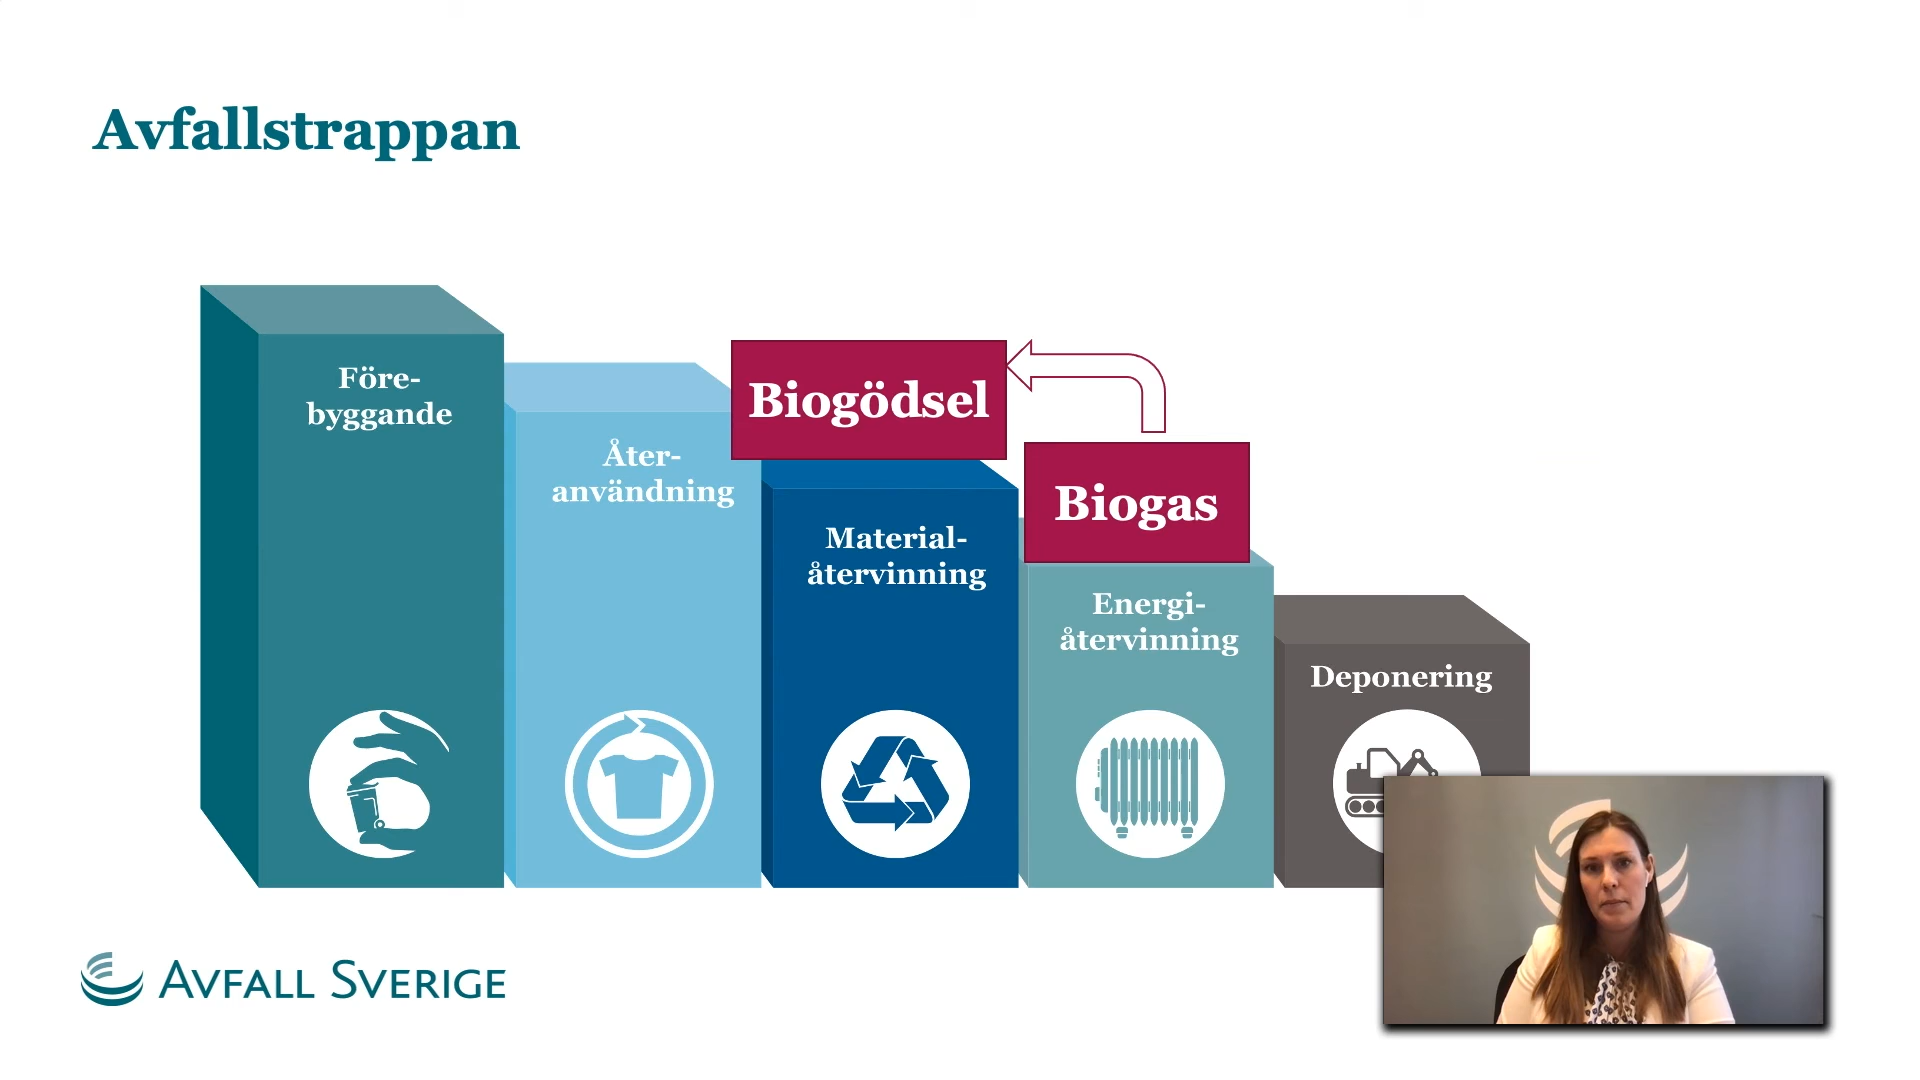 Avfallstrappan
Före-
byggande
Åter-
användning
Biogödsel
Material-
återvinning
Biogas
Energi-
återvinning
Deponering
AVFALL SVERIGE